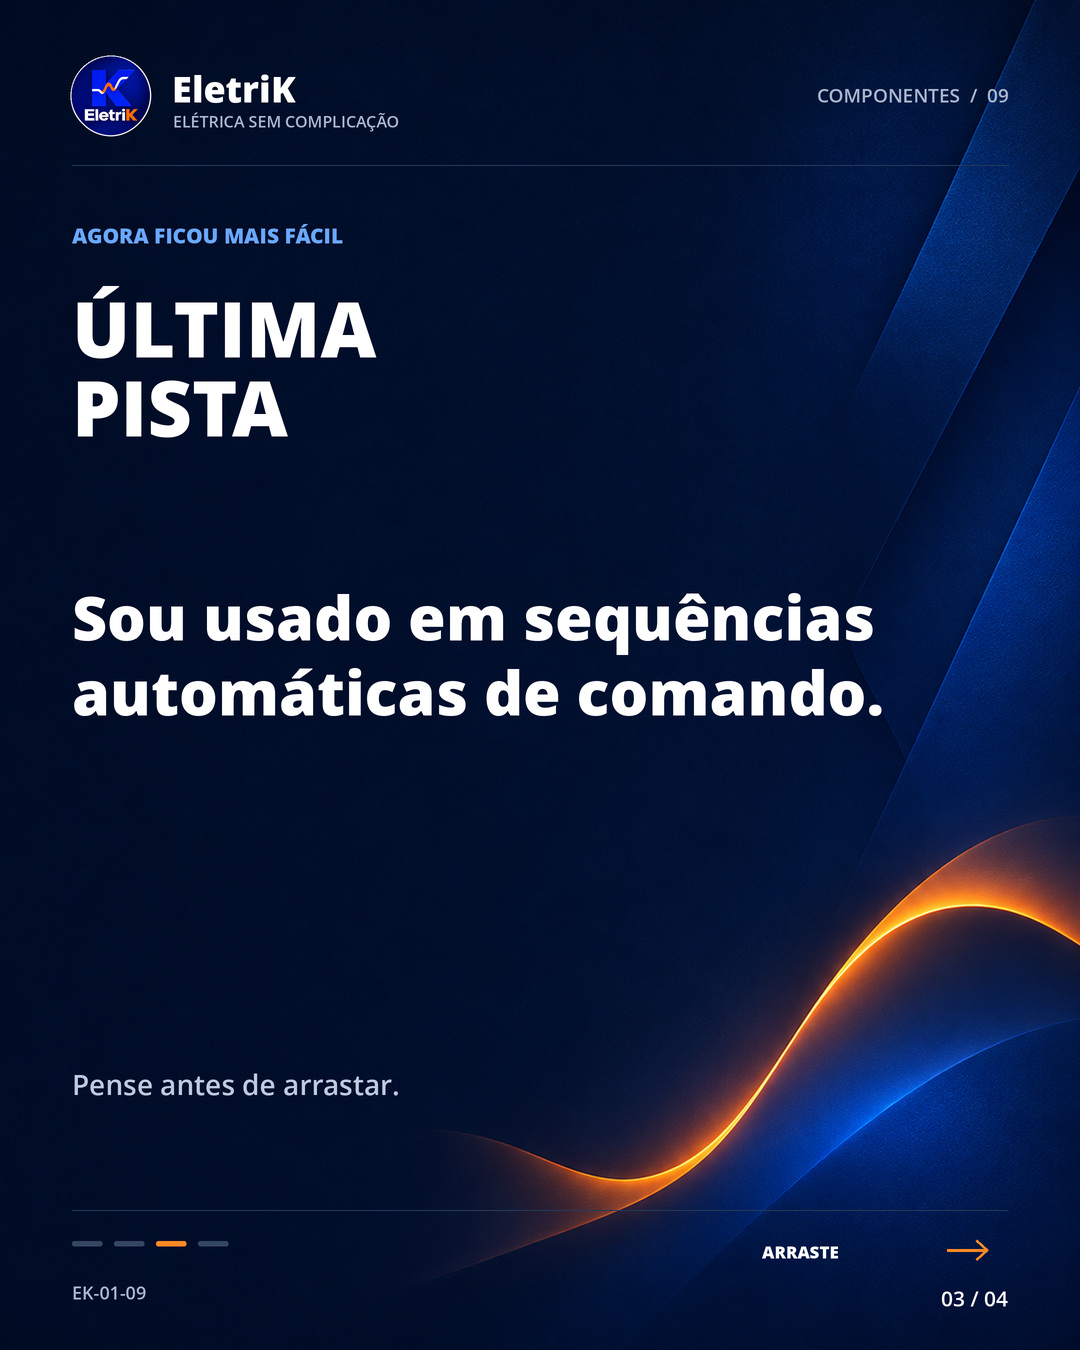 EletriK
EletriK
ELÉTRICA SEM COMPLICAÇÃO
COMPONENTES / 09
AGORA FICOU MAIS FÁCIL
ÚLTIMA
PISTA
Sou usado em sequências
automáticas de comando.
Pense antes de arrastar.
ARRASTE
EK-01-09
03 / 04